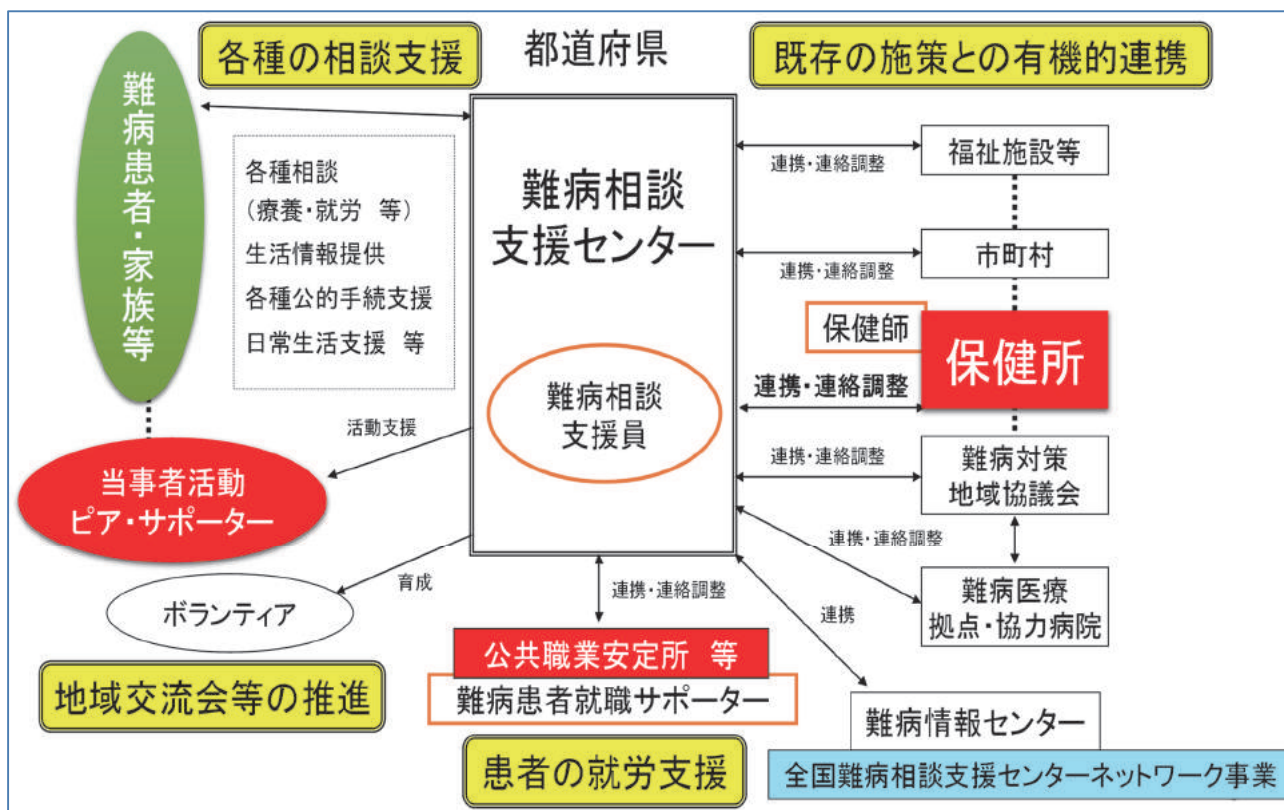 各種の相談支援
都道府県
既存の施策との有機的連携
難病患者・家族等
各種相談
(療養・就労 等)
生活情報提供
各種公的手続支援
日常生活支援 等
難病相談
支援センター
難病相談
支援員
連携・連絡調整
福祉施設等
連携・連絡調整
市町村
保健師
保健所
連携・連絡調整
連携・連絡調整
難病対策
地域協議会
連携・連絡調整
難病医療
拠点・協力病院
活動支援
当事者活動
ピア・サポーター
育成
ボランティア
地域交流会等の推進
連携・連絡調整
公共職業安定所 等
難病患者就職サポーター
患者の就労支援
連携
難病情報センター
全国難病相談支援センターネットワーク事業